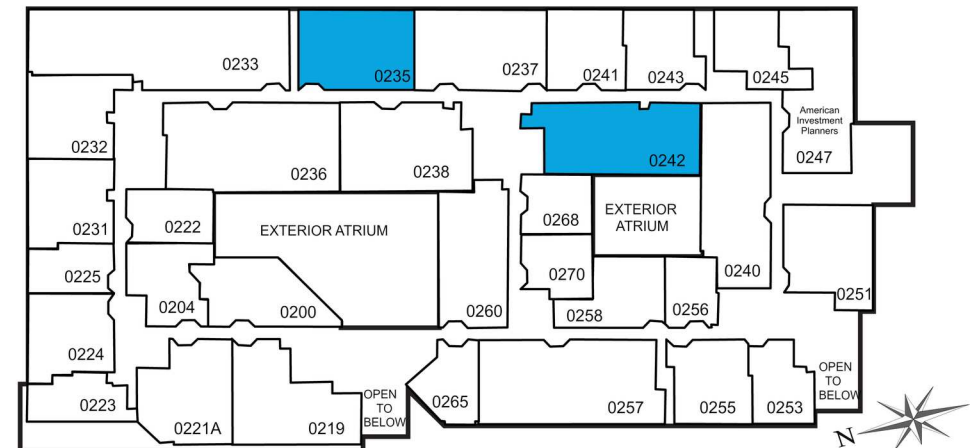 0233
0235
0237
0241
0243
0245
American
Investment
Planners
0247
0232
0236
0238
0242
0231
0222
EXTERIOR ATRIUM
0268
EXTERIOR
ATRIUM
0225
0204
0200
0260
0270
0258
0256
0240
0251
0224
0223
0221A
0219
OPEN
TO
BELOW
0265
0257
0255
0253
OPEN
TO
BELOW
N